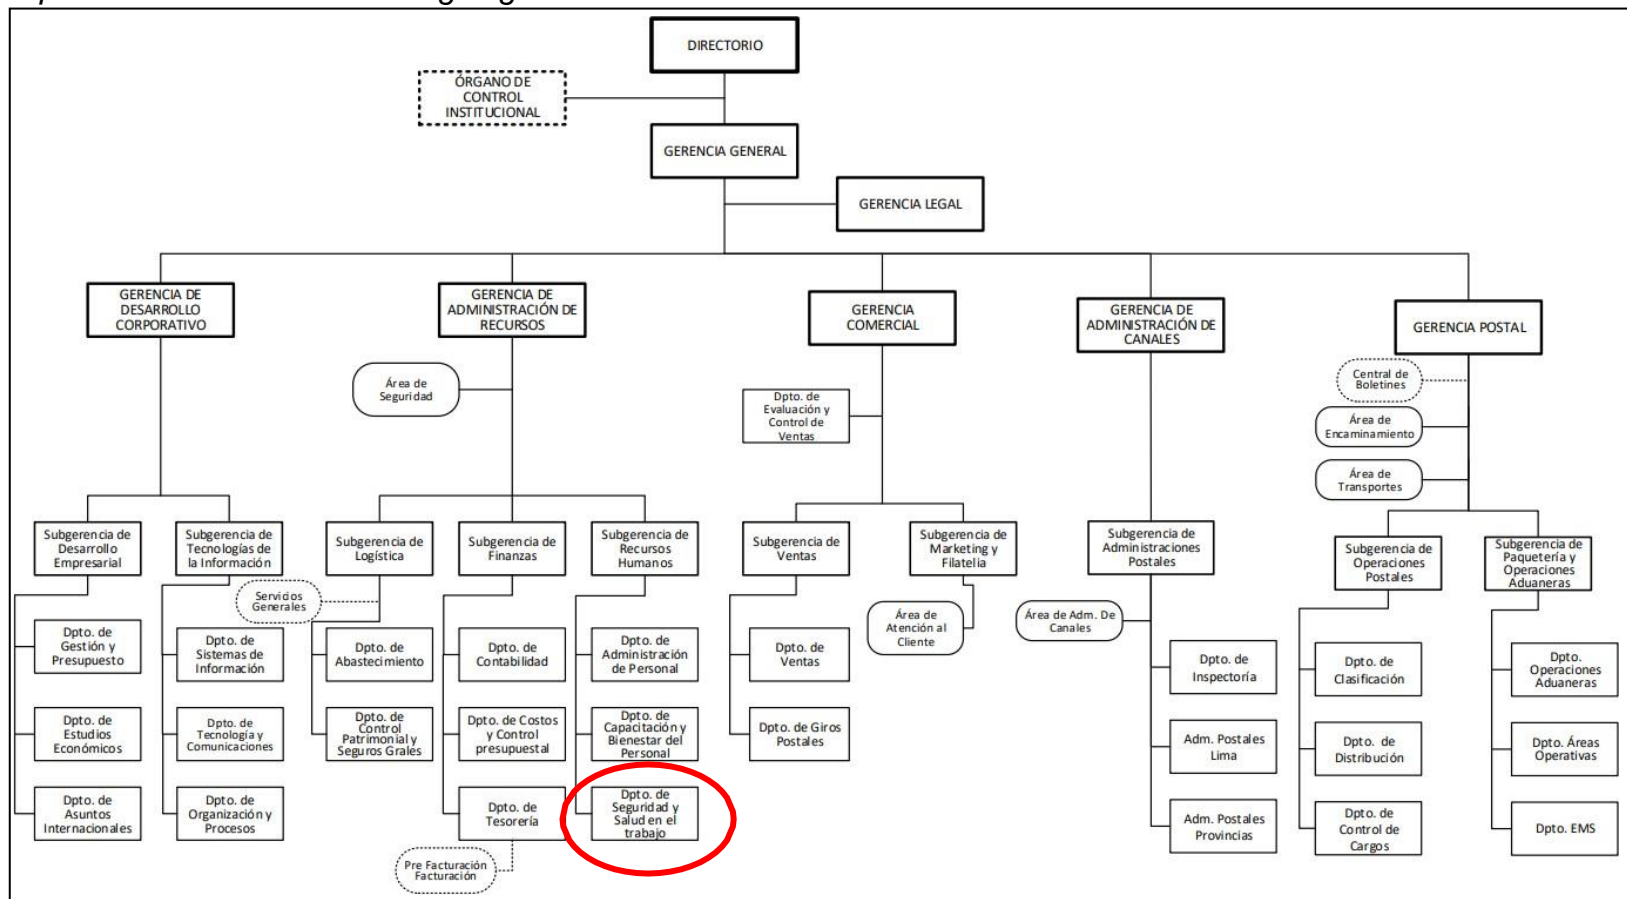 DIRECTORIO
ÓRGANO DE
CONTROL
INSTITUCIONAL
GERENCIA GENERAL
GERENCIA LEGAL
GERENCIA DE
DESARROLLO
CORPORATIVO
GERENCIA DE
ADMINISTRACIÓN DE
RECURSOS
GERENCIA
COMERCIAL
GERENCIA DE
ADMINISTRACIÓN DE
CANALES
GERENCIA POSTAL
Área de
Seguridad
Dpto. de
Evaluación y
Control de
Ventas
Central de
Boletines
Área de
Encaminamiento
Área de
Transportes
Subgerencia de
Desarrollo
Empresarial
Subgerencia de
Tecnologías de
la Información
Subgerencia de
Logística
Subgerencia de
Finanzas
Subgerencia de
Recursos
Humanos
Subgerencia de
Ventas
Subgerencia de
Marketing y
Filatelia
Subgerencia de
Administraciones
Postales
Subgerencia de
Operaciones
Postales
Subgerencia de
Paquetería y
Operaciones
Aduaneras
Servicios
Generales
Área de
Atención al
Cliente
Área de Adm. De
Canales
Dpto. de
Gestión y
Presupuesto
Dpto. de
Sistemas de
Información
Dpto. de
Abastecimiento
Dpto. de
Contabilidad
Dpto. de
Administración
de Personal
Dpto. de
Ventas
Dpto. de
Inspectoría
Dpto. de
Clasificación
Dpto.
Operaciones
Aduaneras
Dpto. de
Estudios
Económicos
Dpto. de
Tecnología y
Comunicaciones
Dpto. de
Control
Patrimonial y
Seguros Grales
Dpto. de Costos
y Control
presupuestal
Dpto. de
Capacitación y
Bienestar del
Personal
Dpto. de Giros
Postales
Adm. Postales
Lima
Dpto. de
Distribución
Dpto. Áreas
Operativas
Dpto. de
Asuntos
Internacionales
Dpto. de
Organización y
Procesos
Dpto. de
Tesorería
Dpto. de
Seguridad y
Salud en el
trabajo
Adm. Postales
Provincias
Dpto. de
Control de
Cargos
Dpto. EMS
Pre Facturación
Facturación